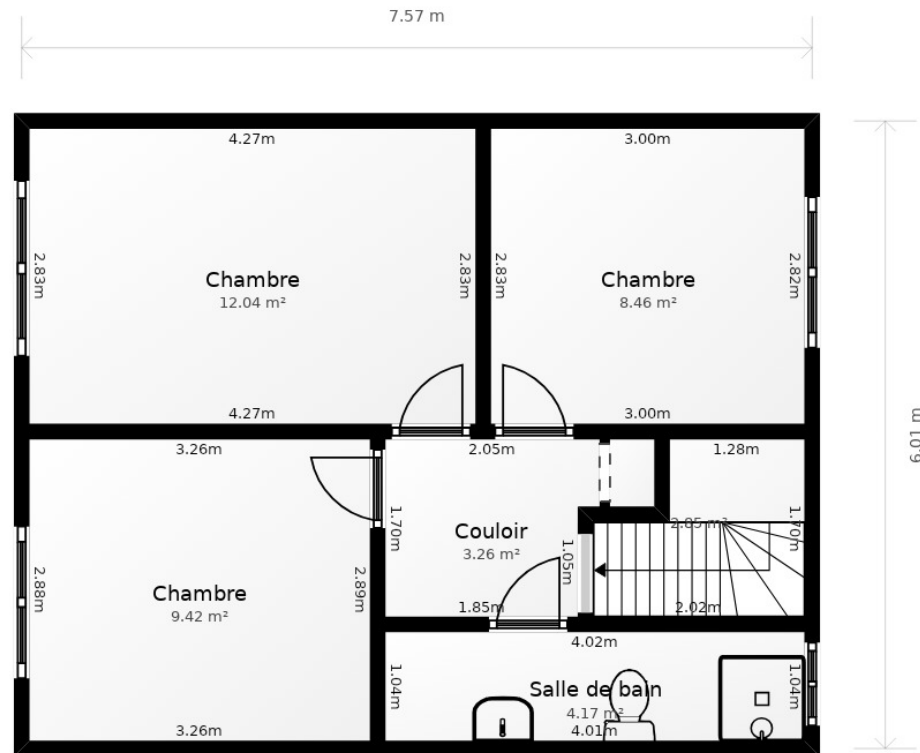 7.57 m
4.27m
3.00m
2.83m
Chambre
12.04 m²
2.83m
2.83m
Chambre
8.46 m²
2.82m
4.27m
3.00m
6.01 m
3.26m
2.05m
1.28m
2.88m
Chambre
9.42 m²
2.89m
1.70m
Couloir
3.26 m²
1.05m
2.85 m²
1.70m
1.85m
2.02m
4.02m
1.04m
Salle de bain
4.17 m²
1.04m
3.26m
4.01m